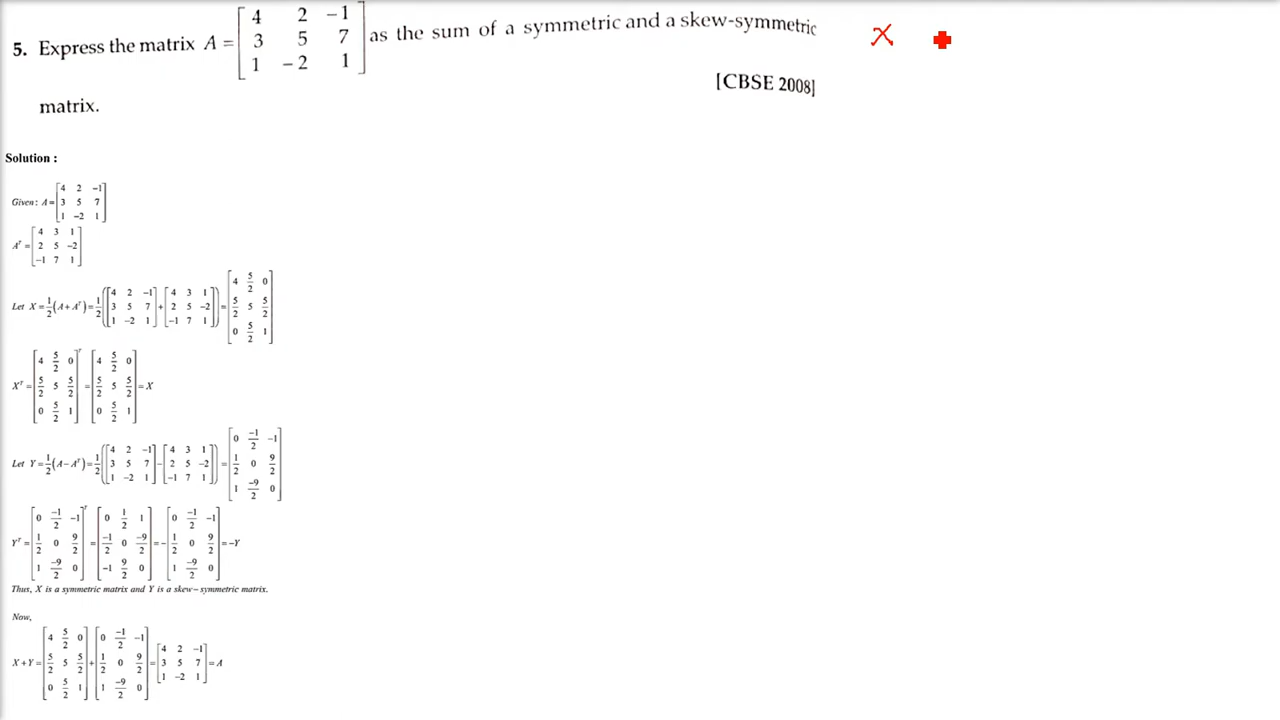 5. Express the matrix A = [ 4 2 −1 ; 3 5 7 ; 1 −2 1 ] as the sum of a symmetric and a skew-symmetric
matrix. [CBSE 2008]
x
Solution :
Given: A = [ 4 2 −1 ; 3 5 7 ; 1 −2 1 ]
Aᵀ = [ 4 3 1 ; 2 5 −2 ; −1 7 1 ]
Let X = 1/2 (A + Aᵀ) = 1/2 ( [ 4 2 −1 ; 3 5 7 ; 1 −2 1 ] + [ 4 3 1 ; 2 5 −2 ; −1 7 1 ] ) = [ 4 5/2 0 ; 5/2 5 5/2 ; 0 5/2 1 ]
Xᵀ = [ 4 5/2 0 ; 5/2 5 5/2 ; 0 5/2 1 ]ᵀ = [ 4 5/2 0 ; 5/2 5 5/2 ; 0 5/2 1 ] = X
Let Y = 1/2 (A − Aᵀ) = 1/2 ( [ 4 2 −1 ; 3 5 7 ; 1 −2 1 ] − [ 4 3 1 ; 2 5 −2 ; −1 7 1 ] ) = [ 0 −1/2 −1 ; 1/2 0 9/2 ; 1 −9/2 0 ]
Yᵀ = [ 0 −1/2 −1 ; 1/2 0 9/2 ; 1 −9/2 0 ]ᵀ = [ 0 1/2 1 ; −1/2 0 −9/2 ; −1 9/2 0 ] = − [ 0 −1/2 −1 ; 1/2 0 9/2 ; 1 −9/2 0 ] = −Y
Thus, X is a symmetric matrix and Y is a skew−symmetric matrix.
Now,
X + Y = [ 4 5/2 0 ; 5/2 5 5/2 ; 0 5/2 1 ] + [ 0 −1/2 −1 ; 1/2 0 9/2 ; 1 −9/2 0 ] = [ 4 2 −1 ; 3 5 7 ; 1 −2 1 ] = A